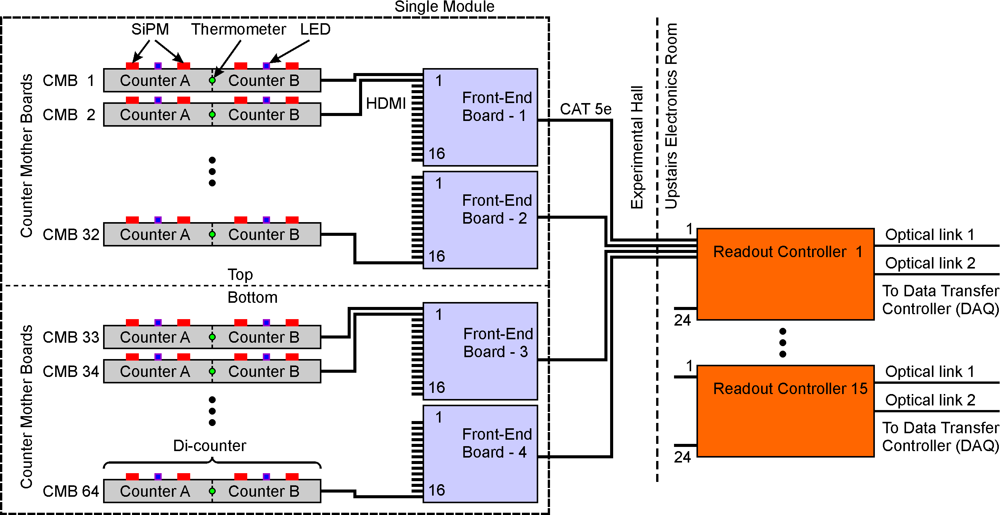 Single Module
SiPM
Thermometer
LED
Counter Mother Boards
CMB 1
Counter A
Counter B
CMB 2
Counter A
Counter B
CMB 32
Counter A
Counter B
HDMI
1
Front-End
Board - 1
16
1
Front-End
Board - 2
16
Top
Bottom
Counter Mother Boards
CMB 33
Counter A
Counter B
CMB 34
Counter A
Counter B
Di-counter
CMB 64
Counter A
Counter B
1
Front-End
Board - 3
16
1
Front-End
Board - 4
16
CAT 5e
Experimental Hall
Upstairs Electronics Room
1
Readout Controller 1
24
Optical link 1
Optical link 2
To Data Transfer
Controller (DAQ)
1
Readout Controller 15
24
Optical link 1
Optical link 2
To Data Transfer
Controller (DAQ)